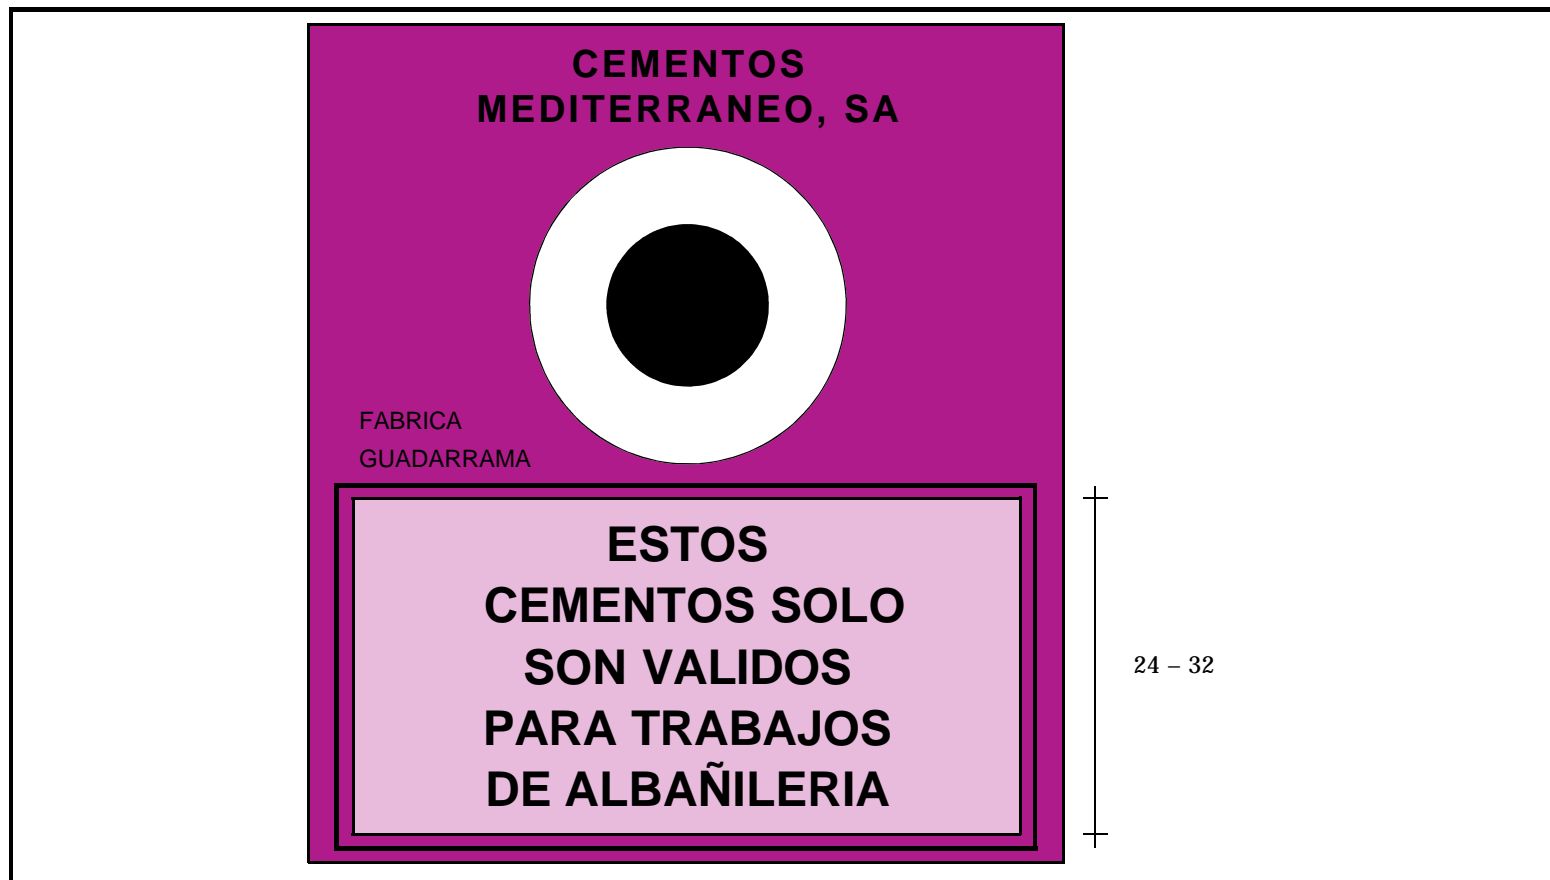 CEMENTOS
MEDITERRANEO, SA
FABRICA
GUADARRAMA
ESTOS
CEMENTOS SOLO
SON VALIDOS
PARA TRABAJOS
DE ALBAÑILERIA
24 – 32